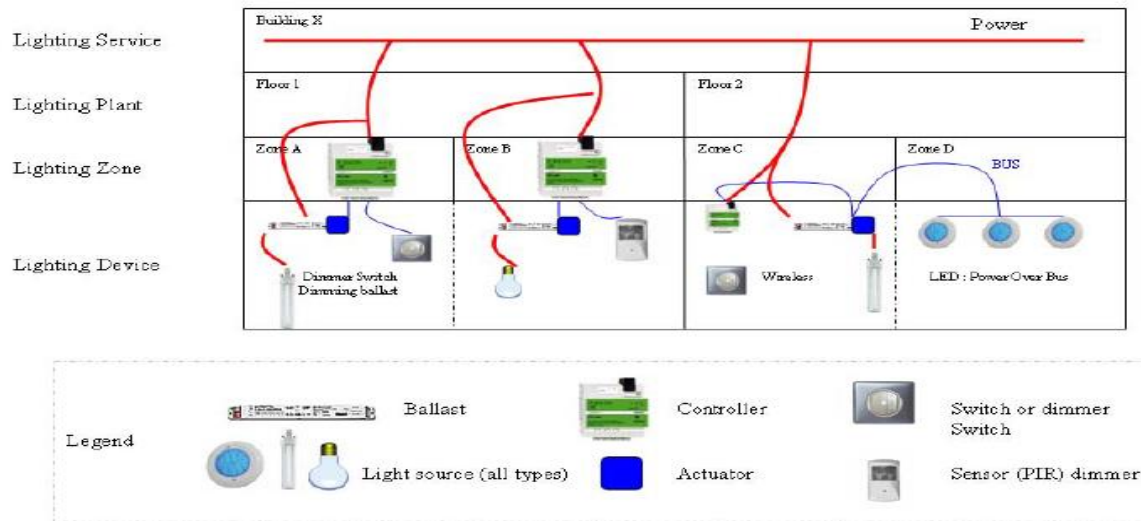 Building X
Power
Lighting Service
Floor 1
Floor 2
Lighting Plant
Zone A
Zone B
Zone C
Zone D
Lighting Zone
BUS
Lighting Device
Dimmer Switch
Dimming ballast
Wireless
LED : Power Over Bus
Legend
Ballast
Controller
Switch or dimmer
Switch
Light source (all types)
Actuator
Sensor (PIR) dimmer